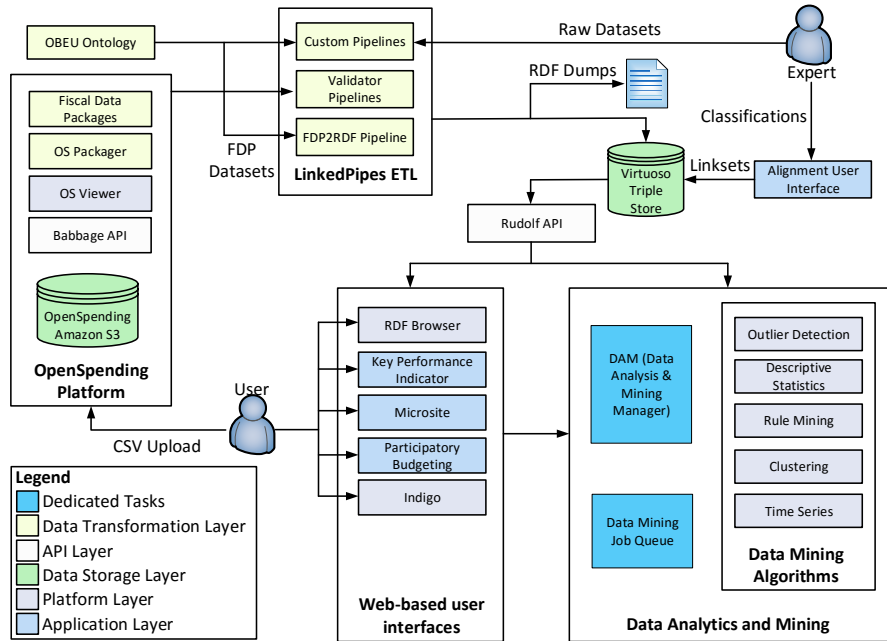 OBEU Ontology
Custom Pipelines
Raw Datasets
Expert
Validator
Pipelines
RDF Dumps
Fiscal Data
Packages
FDP2RDF Pipeline
LinkedPipes ETL
FDP
Datasets
Classifications
OS Packager
OS Viewer
Babbage API
OpenSpending
Amazon S3
OpenSpending
Platform
Virtuoso
Triple
Store
Linksets
Alignment User
Interface
Rudolf API
User
CSV Upload
RDF Browser
Key Performance
Indicator
Microsite
Participatory
Budgeting
Indigo
Web-based user
interfaces
DAM (Data
Analysis &
Mining
Manager)
Data Mining
Job Queue
Outlier Detection
Descriptive
Statistics
Rule Mining
Clustering
Time Series
Data Mining
Algorithms
Data Analytics and Mining
Legend
Dedicated Tasks
Data Transformation Layer
API Layer
Data Storage Layer
Platform Layer
Application Layer